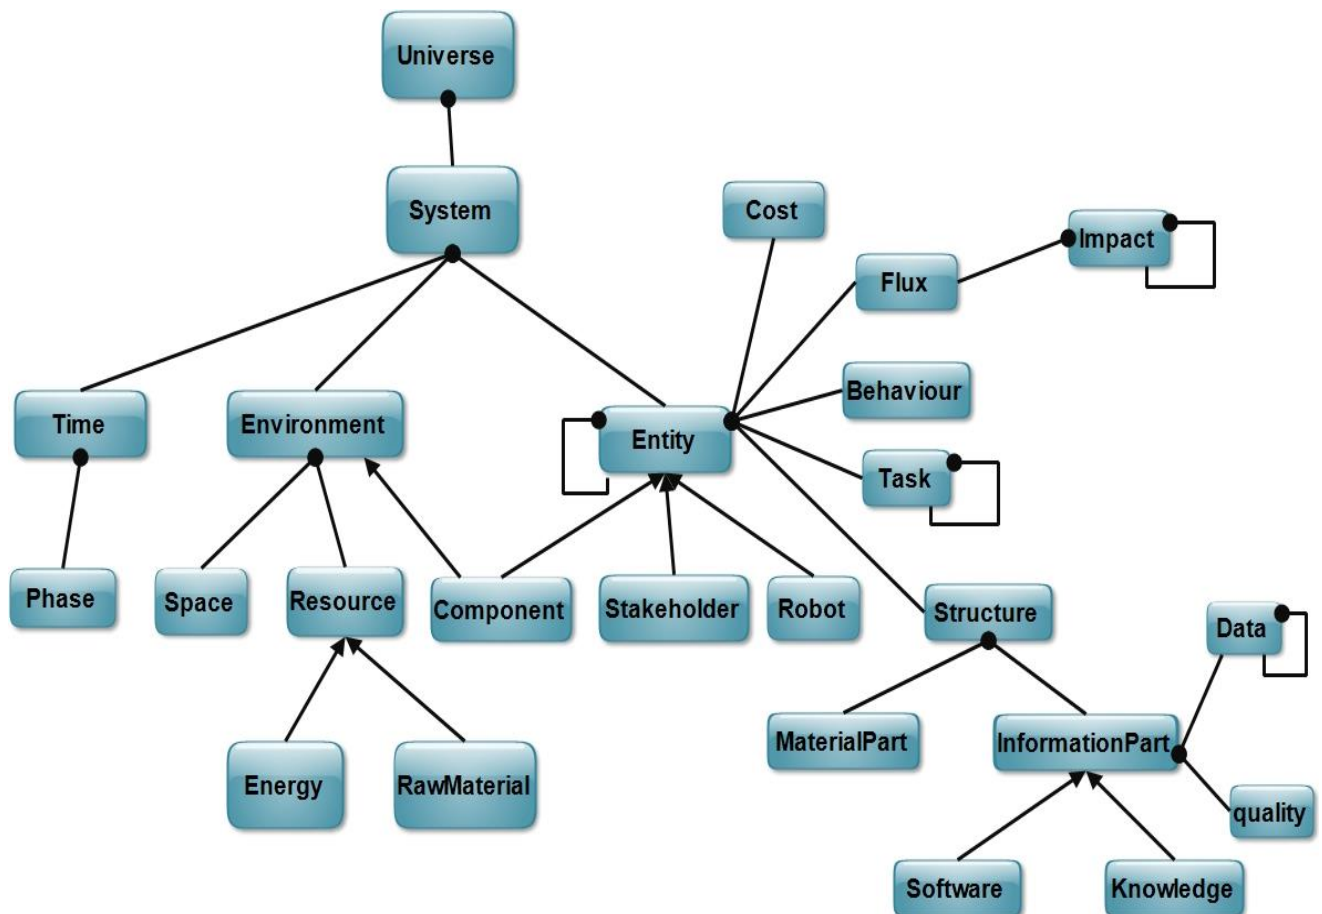 Universe
System
Cost
Impact
Flux
Behaviour
Time
Environment
Entity
Task
Phase
Space
Resource
Component
Stakeholder
Robot
Structure
Data
MaterialPart
InformationPart
Energy
RawMaterial
quality
Software
Knowledge